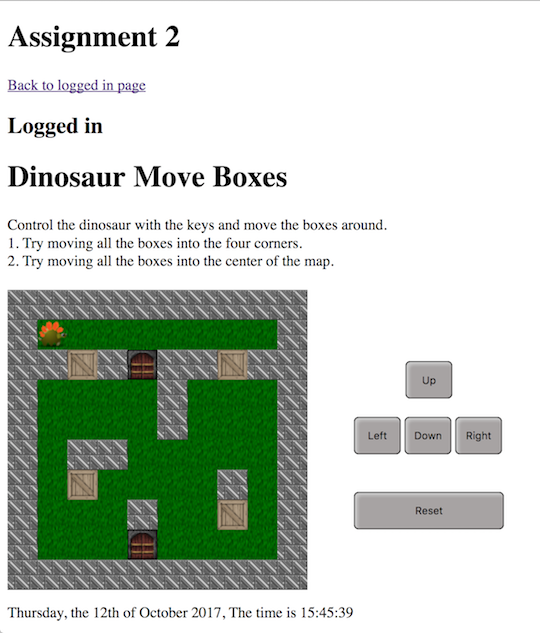 Assignment 2
Back to logged in page
Logged in
Dinosaur Move Boxes
Control the dinosaur with the keys and move the boxes around.
1. Try moving all the boxes into the four corners.
2. Try moving all the boxes into the center of the map.
Up
Left Down Right
Reset
Thursday, the 12th of October 2017, The time is 15:45:39